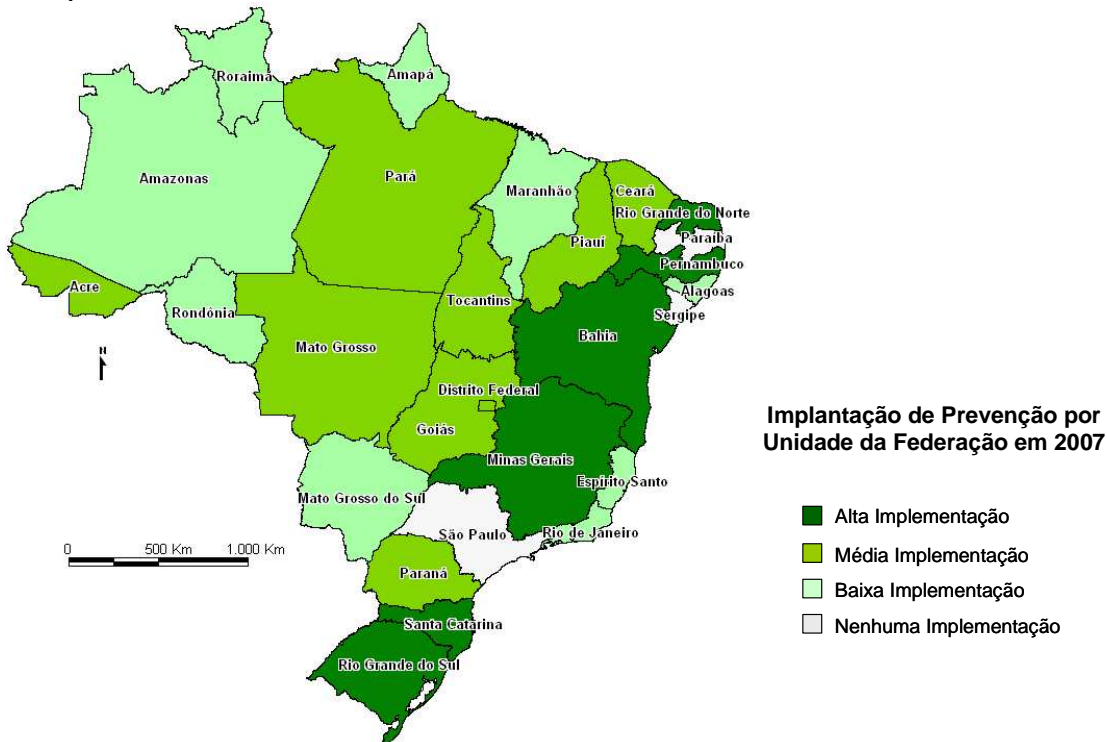 Roraima
Amapá
Amazonas
Pará
Maranhão
Ceará
Rio Grande do Norte
Paraíba
Piauí
Pernambuco
Acre
Alagoas
Tocantins
Rondônia
Sergipe
Bahia
Mato Grosso
N
Distrito Federal
Goiás
Minas Gerais
Espírito Santo
Mato Grosso do Sul
São Paulo
Rio de Janeiro
0 500 Km 1.000 Km
Paraná
Santa Catarina
Rio Grande do Sul
Implantação de Prevenção por
Unidade da Federação em 2007
Alta Implementação
Média Implementação
Baixa Implementação
Nenhuma Implementação